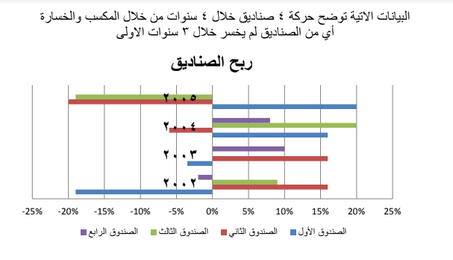 البيانات الاتية توضح حركة ٤ صناديق خلال ٤ سنوات من خلال المكسب والخسارة
أي من الصناديق لم يخسر خلال ٣ سنوات الاولى
ربح الصناديق
٢٠٠٥
٢٠٠٤
٢٠٠٣
٢٠٠٢
-25% -20% -15% -10% -5% 0% 5% 10% 15% 20% 25%
الصندوق الأول الصندوق الثاني الصندوق الثالث الصندوق الرابع